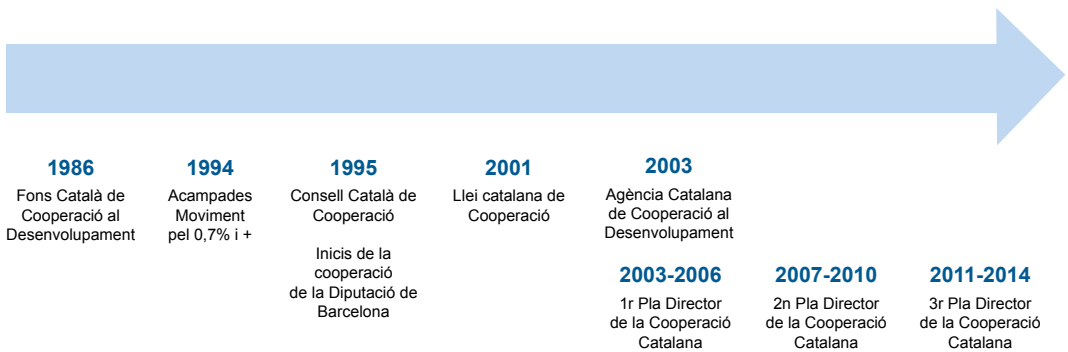 1986
Fons Català de
Cooperació al
Desenvolupament
1994
Acampades
Moviment
pel 0,7% i +
1995
Consell Català de
Cooperació
Inicis de la
cooperació
de la Diputació de
Barcelona
2001
Llei catalana de
Cooperació
2003
Agència Catalana
de Cooperació al
Desenvolupament
2003-2006
1r Pla Director
de la Cooperació
Catalana
2007-2010
2n Pla Director
de la Cooperació
Catalana
2011-2014
3r Pla Director
de la Cooperació
Catalana